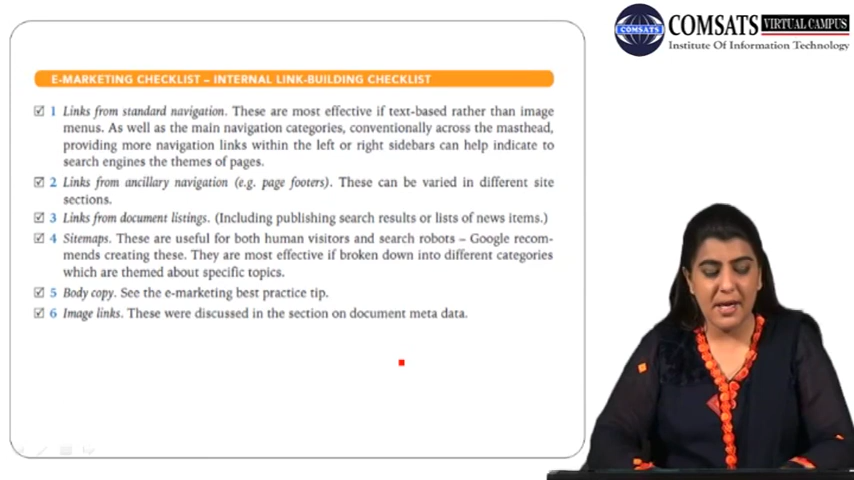 COMSATS VIRTUAL CAMPUS
Institute Of Information Technology
COMSATS
E-MARKETING CHECKLIST – INTERNAL LINK-BUILDING CHECKLIST
1 Links from standard navigation. These are most effective if text-based rather than image
menus. As well as the main navigation categories, conventionally across the masthead,
providing more navigation links within the left or right sidebars can help indicate to
search engines the themes of pages.
2 Links from ancillary navigation (e.g. page footers). These can be varied in different site
sections.
3 Links from document listings. (Including publishing search results or lists of news items.)
4 Sitemaps. These are useful for both human visitors and search robots – Google recom-
mends creating these. They are most effective if broken down into different categories
which are themed about specific topics.
5 Body copy. See the e-marketing best practice tip.
6 Image links. These were discussed in the section on document meta data.